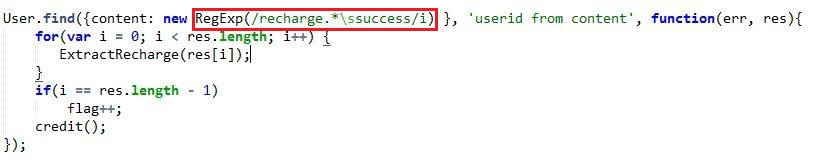 User.find({content: new RegExp(/recharge.*\ssuccess/i) }, 'userid from content', function(err, res){
    for(var i = 0; i < res.length; i++) {
        ExtractRecharge(res[i]);
    }
    if(i == res.length - 1)
        flag++;
    credit();
});